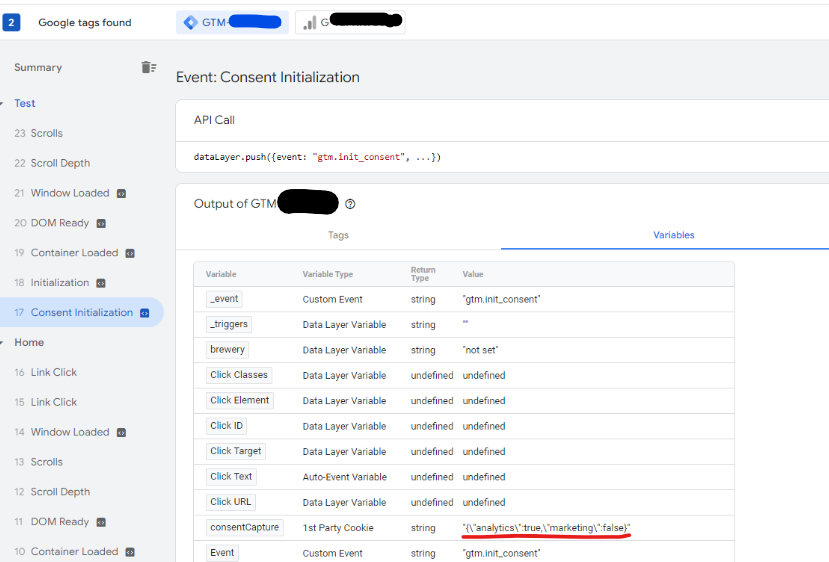 2 Google tags found GTM- G
Summary
Test
23 Scrolls
22 Scroll Depth
21 Window Loaded
20 DOM Ready
19 Container Loaded
18 Initialization
17 Consent Initialization
Home
16 Link Click
15 Link Click
14 Window Loaded
13 Scrolls
12 Scroll Depth
11 DOM Ready
10 Container Loaded
Event: Consent Initialization
API Call
dataLayer.push({event: "gtm.init_consent", ...})
Output of GTM
Tags Variables
Variable Variable Type Return Type Value
_event Custom Event string "gtm.init_consent"
_triggers Data Layer Variable string ""
brewery Data Layer Variable string "not set"
Click Classes Data Layer Variable undefined undefined
Click Element Data Layer Variable undefined undefined
Click ID Data Layer Variable undefined undefined
Click Target Data Layer Variable undefined undefined
Click Text Auto-Event Variable undefined undefined
Click URL Data Layer Variable undefined undefined
consentCapture 1st Party Cookie string "{\"analytics\":true,\"marketing\":false}"
Event Custom Event string "gtm.init_consent"